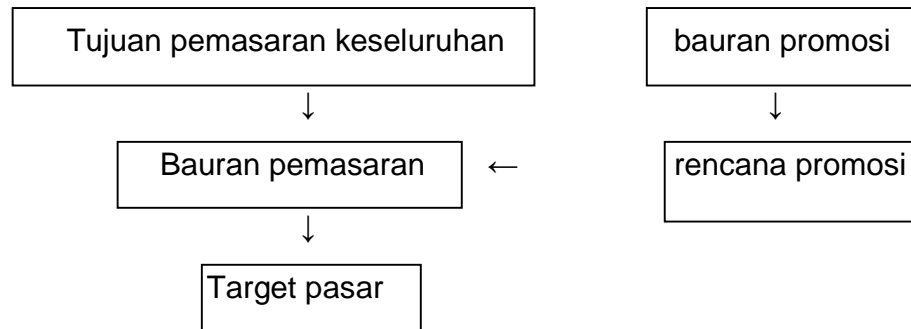 Tujuan pemasaran keseluruhan
bauran promosi
↓
↓
Bauran pemasaran
←
rencana promosi
↓
Target pasar